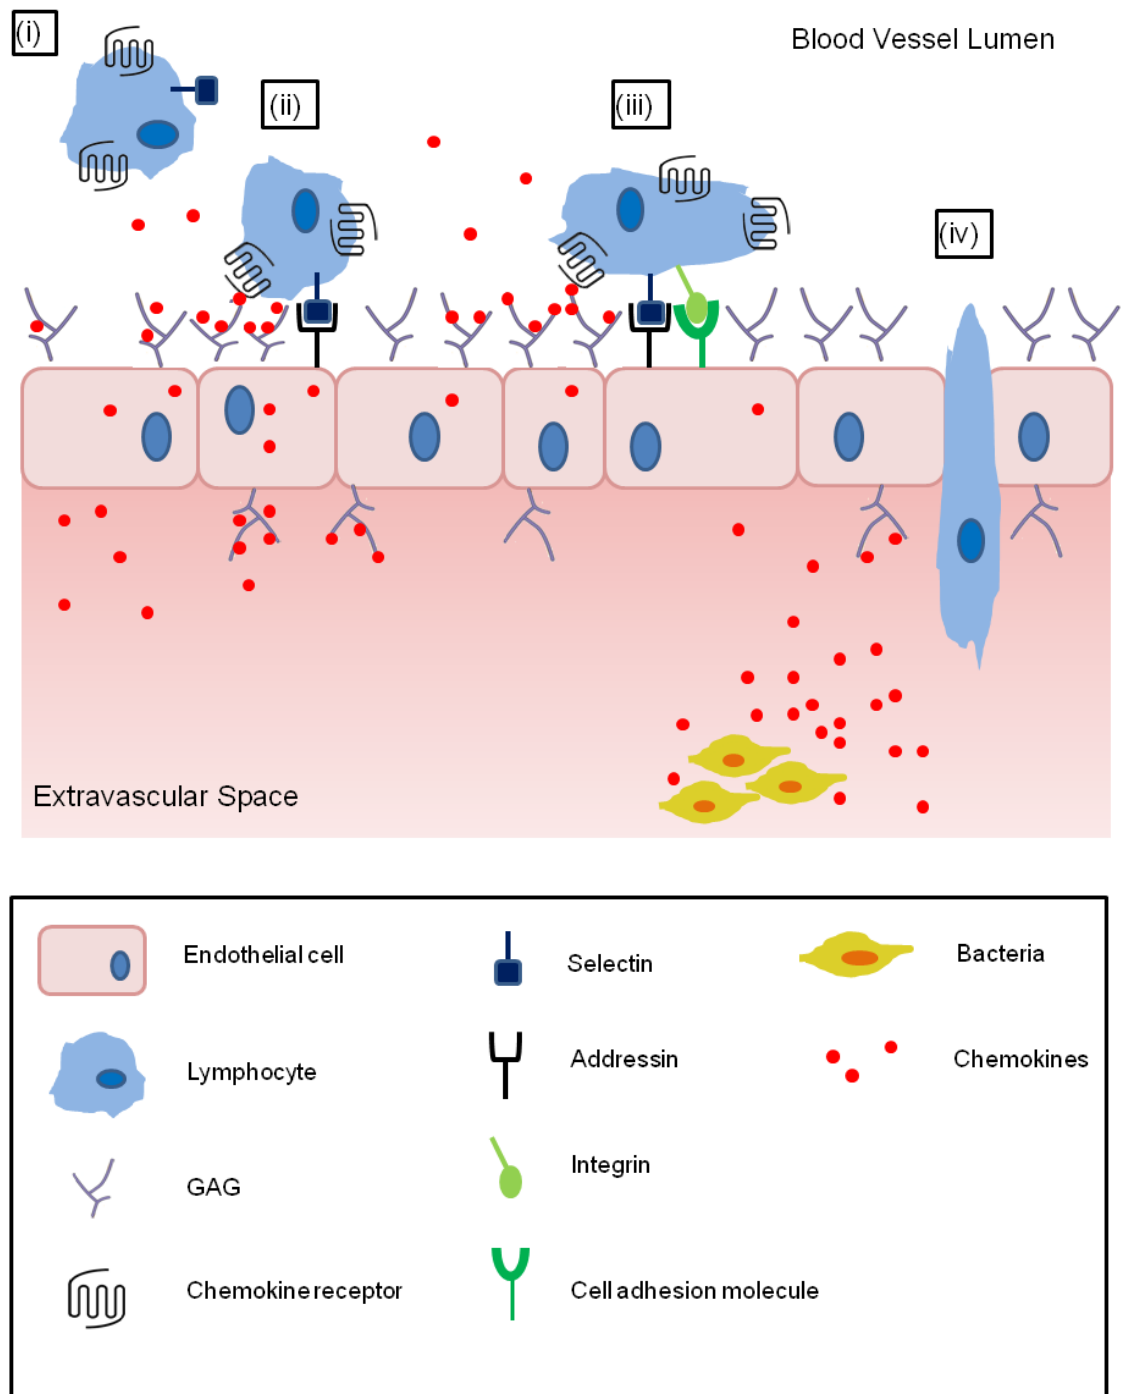 (i)
Blood Vessel Lumen
(ii)
(iii)
(iv)
Extravascular Space
Endothelial cell
Selectin
Bacteria
Lymphocyte
Addressin
Chemokines
GAG
Integrin
Chemokine receptor
Cell adhesion molecule